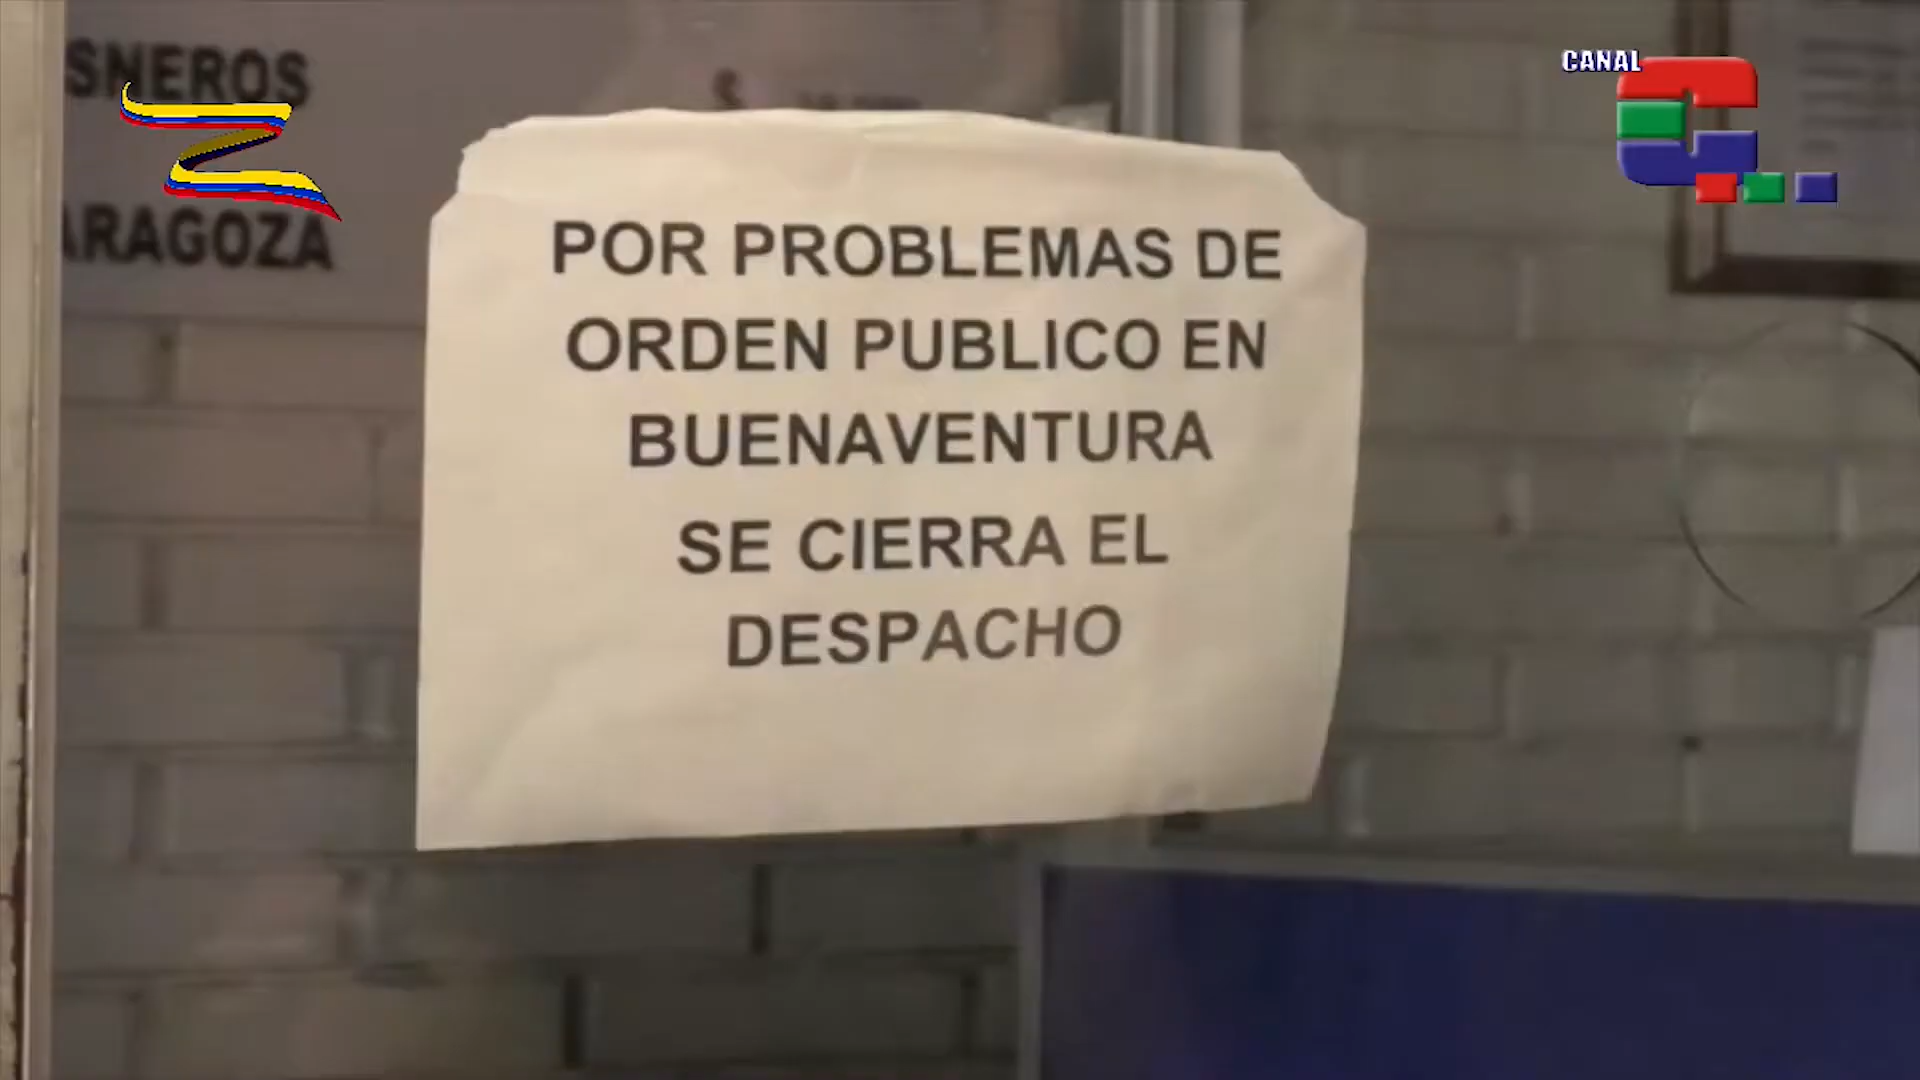 SNEROS
ARAGOZA
CANAL
POR PROBLEMAS DE
ORDEN PUBLICO EN
BUENAVENTURA
SE CIERRA EL
DESPACHO